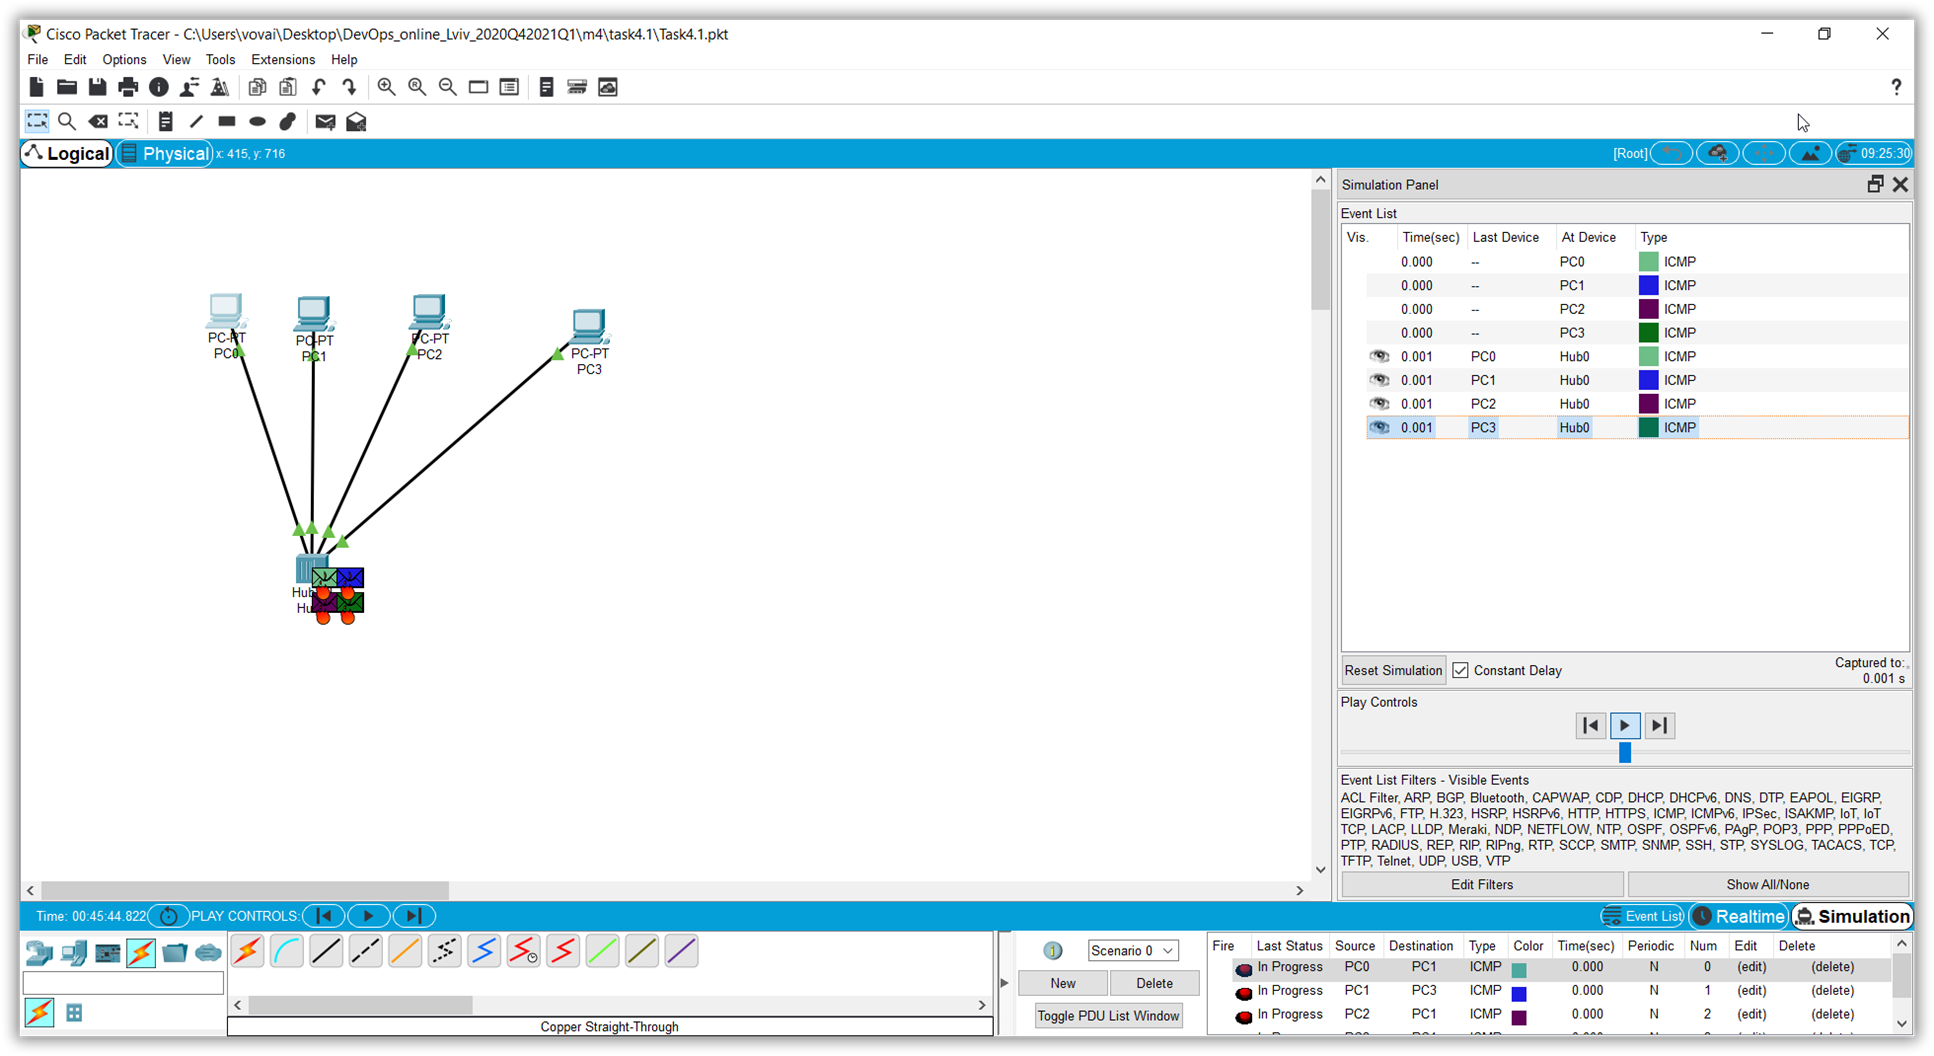 Cisco Packet Tracer - C:\Users\vovai\Desktop\DevOps_online_Lviv_2020Q42021Q1\m4\task4.1\Task4.1.pkt
File Edit Options View Tools Extensions Help
?
Logical Physical x: 415, y: 716 [Root] 09:25:30
PC-PT
PC0
PC-PT
PC1
PC-PT
PC2
PC-PT
PC3
Simulation Panel
Event List
Vis. Time(sec) Last Device At Device Type
0.000 -- PC0 ICMP
0.000 -- PC1 ICMP
0.000 -- PC2 ICMP
0.000 -- PC3 ICMP
0.001 PC0 Hub0 ICMP
0.001 PC1 Hub0 ICMP
0.001 PC2 Hub0 ICMP
0.001 PC3 Hub0 ICMP
Reset Simulation Constant Delay Captured to:
0.001 s
Play Controls
Event List Filters - Visible Events
ACL Filter, ARP, BGP, Bluetooth, CAPWAP, CDP, DHCP, DHCPv6, DNS, DTP, EAPOL, EIGRP,
EIGRPv6, FTP, H.323, HSRP, HSRPv6, HTTP, HTTPS, ICMP, ICMPv6, IPSec, ISAKMP, IoT, IoT
TCP, LACP, LLDP, Meraki, NDP, NETFLOW, NTP, OSPF, OSPFv6, PAgP, POP3, PPP, PPPoED,
PTP, RADIUS, REP, RIP, RIPng, RTP, SCCP, SMTP, SNMP, SSH, STP, SYSLOG, TACACS, TCP,
TFTP, Telnet, UDP, USB, VTP
Edit Filters Show All/None
Time: 00:45:44.822 PLAY CONTROLS: Event List Realtime Simulation
Scenario 0
New Delete
Toggle PDU List Window
Copper Straight-Through
Fire Last Status Source Destination Type Color Time(sec) Periodic Num Edit Delete
In Progress PC0 PC1 ICMP 0.000 N 0 (edit) (delete)
In Progress PC1 PC3 ICMP 0.000 N 1 (edit) (delete)
In Progress PC2 PC1 ICMP 0.000 N 2 (edit) (delete)